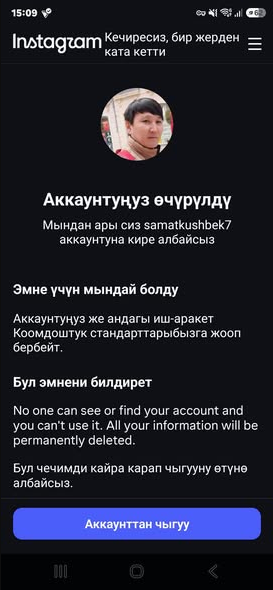 15:09
62
Instagram
Кечиресиз, бир жерден
ката кетти
Аккаунтуңуз өчүрүлдү
Мындан ары сиз samatkushbek7
аккаунтуна кире албайсыз
Эмне үчүн мындай болду
Аккаунтуңуз же андагы иш-аракет
Коомдоштук стандарттарыбызга жооп
бербейт.
Бул эмнени билдирет
No one can see or find your account and
you can't use it. All your information will be
permanently deleted.
Бул чечимди кайра карап чыгууну өтүнө
албайсыз.
Аккаунттан чыгуу